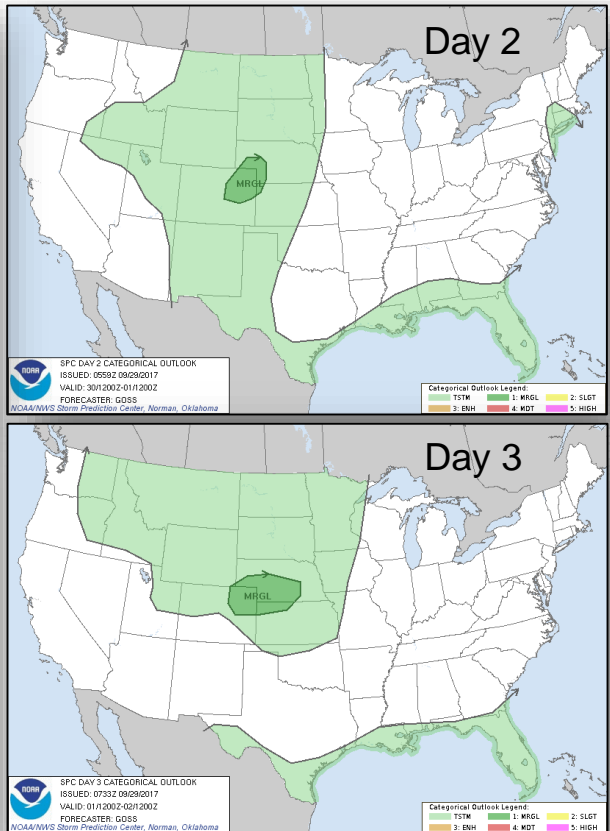 Day 2
MRGL
NOAA
SPC DAY 2 CATEGORICAL OUTLOOK
ISSUED: 0559Z 09/29/2017
VALID: 30/1200Z-01/1200Z
FORECASTER: GOSS
NOAA/NWS Storm Prediction Center, Norman, Oklahoma
Categorical Outlook Legend:
TSTM 1: MRGL 2: SLGT
3: ENH 4: MDT 5: HIGH
Day 3
MRGL
NOAA
SPC DAY 3 CATEGORICAL OUTLOOK
ISSUED: 0733Z 09/29/2017
VALID: 01/1200Z-02/1200Z
FORECASTER: GOSS
NOAA/NWS Storm Prediction Center, Norman, Oklahoma
Categorical Outlook Legend:
TSTM 1: MRGL 2: SLGT
3: ENH 4: MDT 5: HIGH